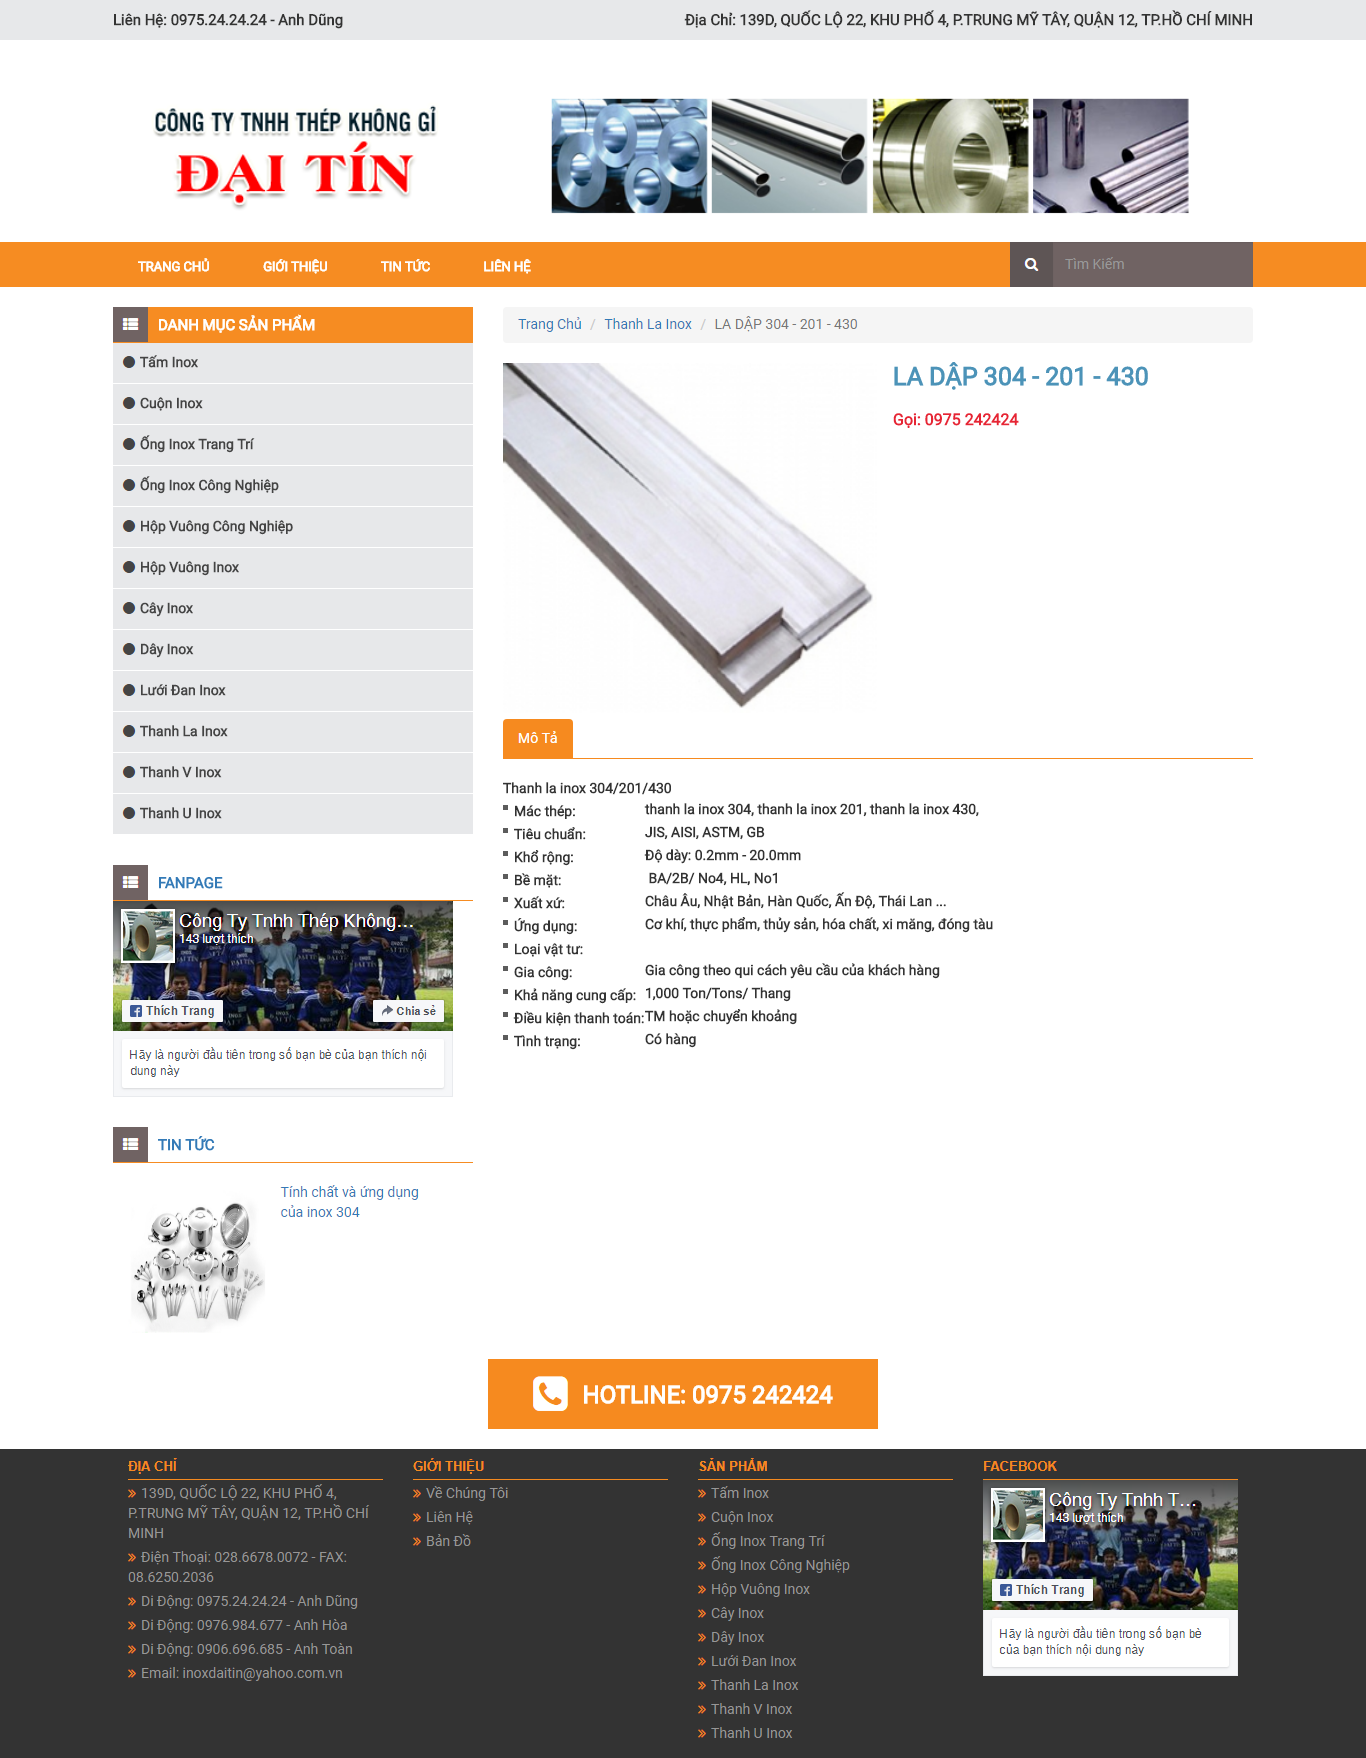 Liên Hệ: 0975.24.24.24 - Anh Dũng
Địa Chỉ: 139D, QUỐC LỘ 22, KHU PHỐ 4, P.TRUNG MỸ TÂY, QUẬN 12, TP.HỒ CHÍ MINH
CÔNG TY TNHH THÉP KHÔNG GỈ
ĐẠI TÍN
TRANG CHỦ
GIỚI THIỆU
TIN TỨC
LIÊN HỆ
Tìm Kiếm
DANH MỤC SẢN PHẨM
Tấm Inox
Cuộn Inox
Ống Inox Trang Trí
Ống Inox Công Nghiệp
Hộp Vuông Công Nghiệp
Hộp Vuông Inox
Cây Inox
Dây Inox
Lưới Đan Inox
Thanh La Inox
Thanh V Inox
Thanh U Inox
FANPAGE
Công Ty Tnhh Thép Không...
143 lượt thích
Thích Trang
Chia sẻ
Hãy là người đầu tiên trong số bạn bè của bạn thích nội
dung này
TIN TỨC
Tính chất và ứng dụng
của inox 304
Trang Chủ / Thanh La Inox / LA DẬP 304 - 201 - 430
LA DẬP 304 - 201 - 430
Gọi: 0975 242424
Mô Tả
Thanh la inox 304/201/430
Mác thép: thanh la inox 304, thanh la inox 201, thanh la inox 430,
Tiêu chuẩn: JIS, AISI, ASTM, GB
Khổ rộng: Độ dày: 0.2mm - 20.0mm
Bề mặt: BA/2B/ No4, HL, No1
Xuất xứ: Châu Âu, Nhật Bản, Hàn Quốc, Ấn Độ, Thái Lan ...
Ứng dụng: Cơ khí, thực phẩm, thủy sản, hóa chất, xi măng, đóng tàu
Loại vật tư:
Gia công: Gia công theo qui cách yêu cầu của khách hàng
Khả năng cung cấp: 1,000 Ton/Tons/ Thang
Điều kiện thanh toán: TM hoặc chuyển khoảng
Tình trạng: Có hàng
HOTLINE: 0975 242424
ĐỊA CHỈ
139D, QUỐC LỘ 22, KHU PHỐ 4,
P.TRUNG MỸ TÂY, QUẬN 12, TP.HỒ CHÍ
MINH
Điện Thoại: 028.6678.0072 - FAX:
08.6250.2036
Di Động: 0975.24.24.24 - Anh Dũng
Di Động: 0976.984.677 - Anh Hòa
Di Động: 0906.696.685 - Anh Toàn
Email: inoxdaitin@yahoo.com.vn
GIỚI THIỆU
Về Chúng Tôi
Liên Hệ
Bản Đồ
SẢN PHẨM
Tấm Inox
Cuộn Inox
Ống Inox Trang Trí
Ống Inox Công Nghiệp
Hộp Vuông Inox
Cây Inox
Dây Inox
Lưới Đan Inox
Thanh La Inox
Thanh V Inox
Thanh U Inox
FACEBOOK
Công Ty Tnhh T...
143 lượt thích
Thích Trang
Hãy là người đầu tiên trong số bạn bè
của bạn thích nội dung này